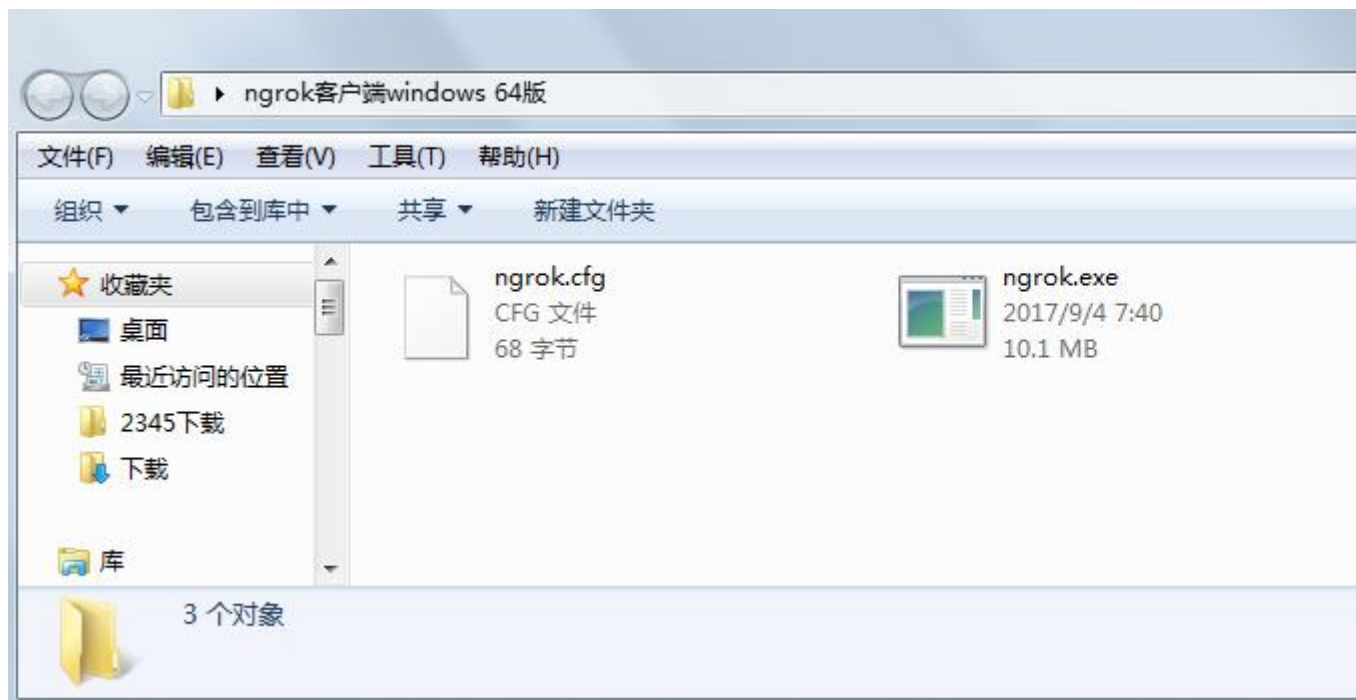 ngrok客户端windows 64版
文件(F) 编辑(E) 查看(V) 工具(T) 帮助(H)
组织 包含到库中 共享 新建文件夹
收藏夹
桌面
最近访问的位置
2345下载
下载
库
ngrok.cfg
CFG 文件
68 字节
ngrok.exe
2017/9/4 7:40
10.1 MB
3 个对象